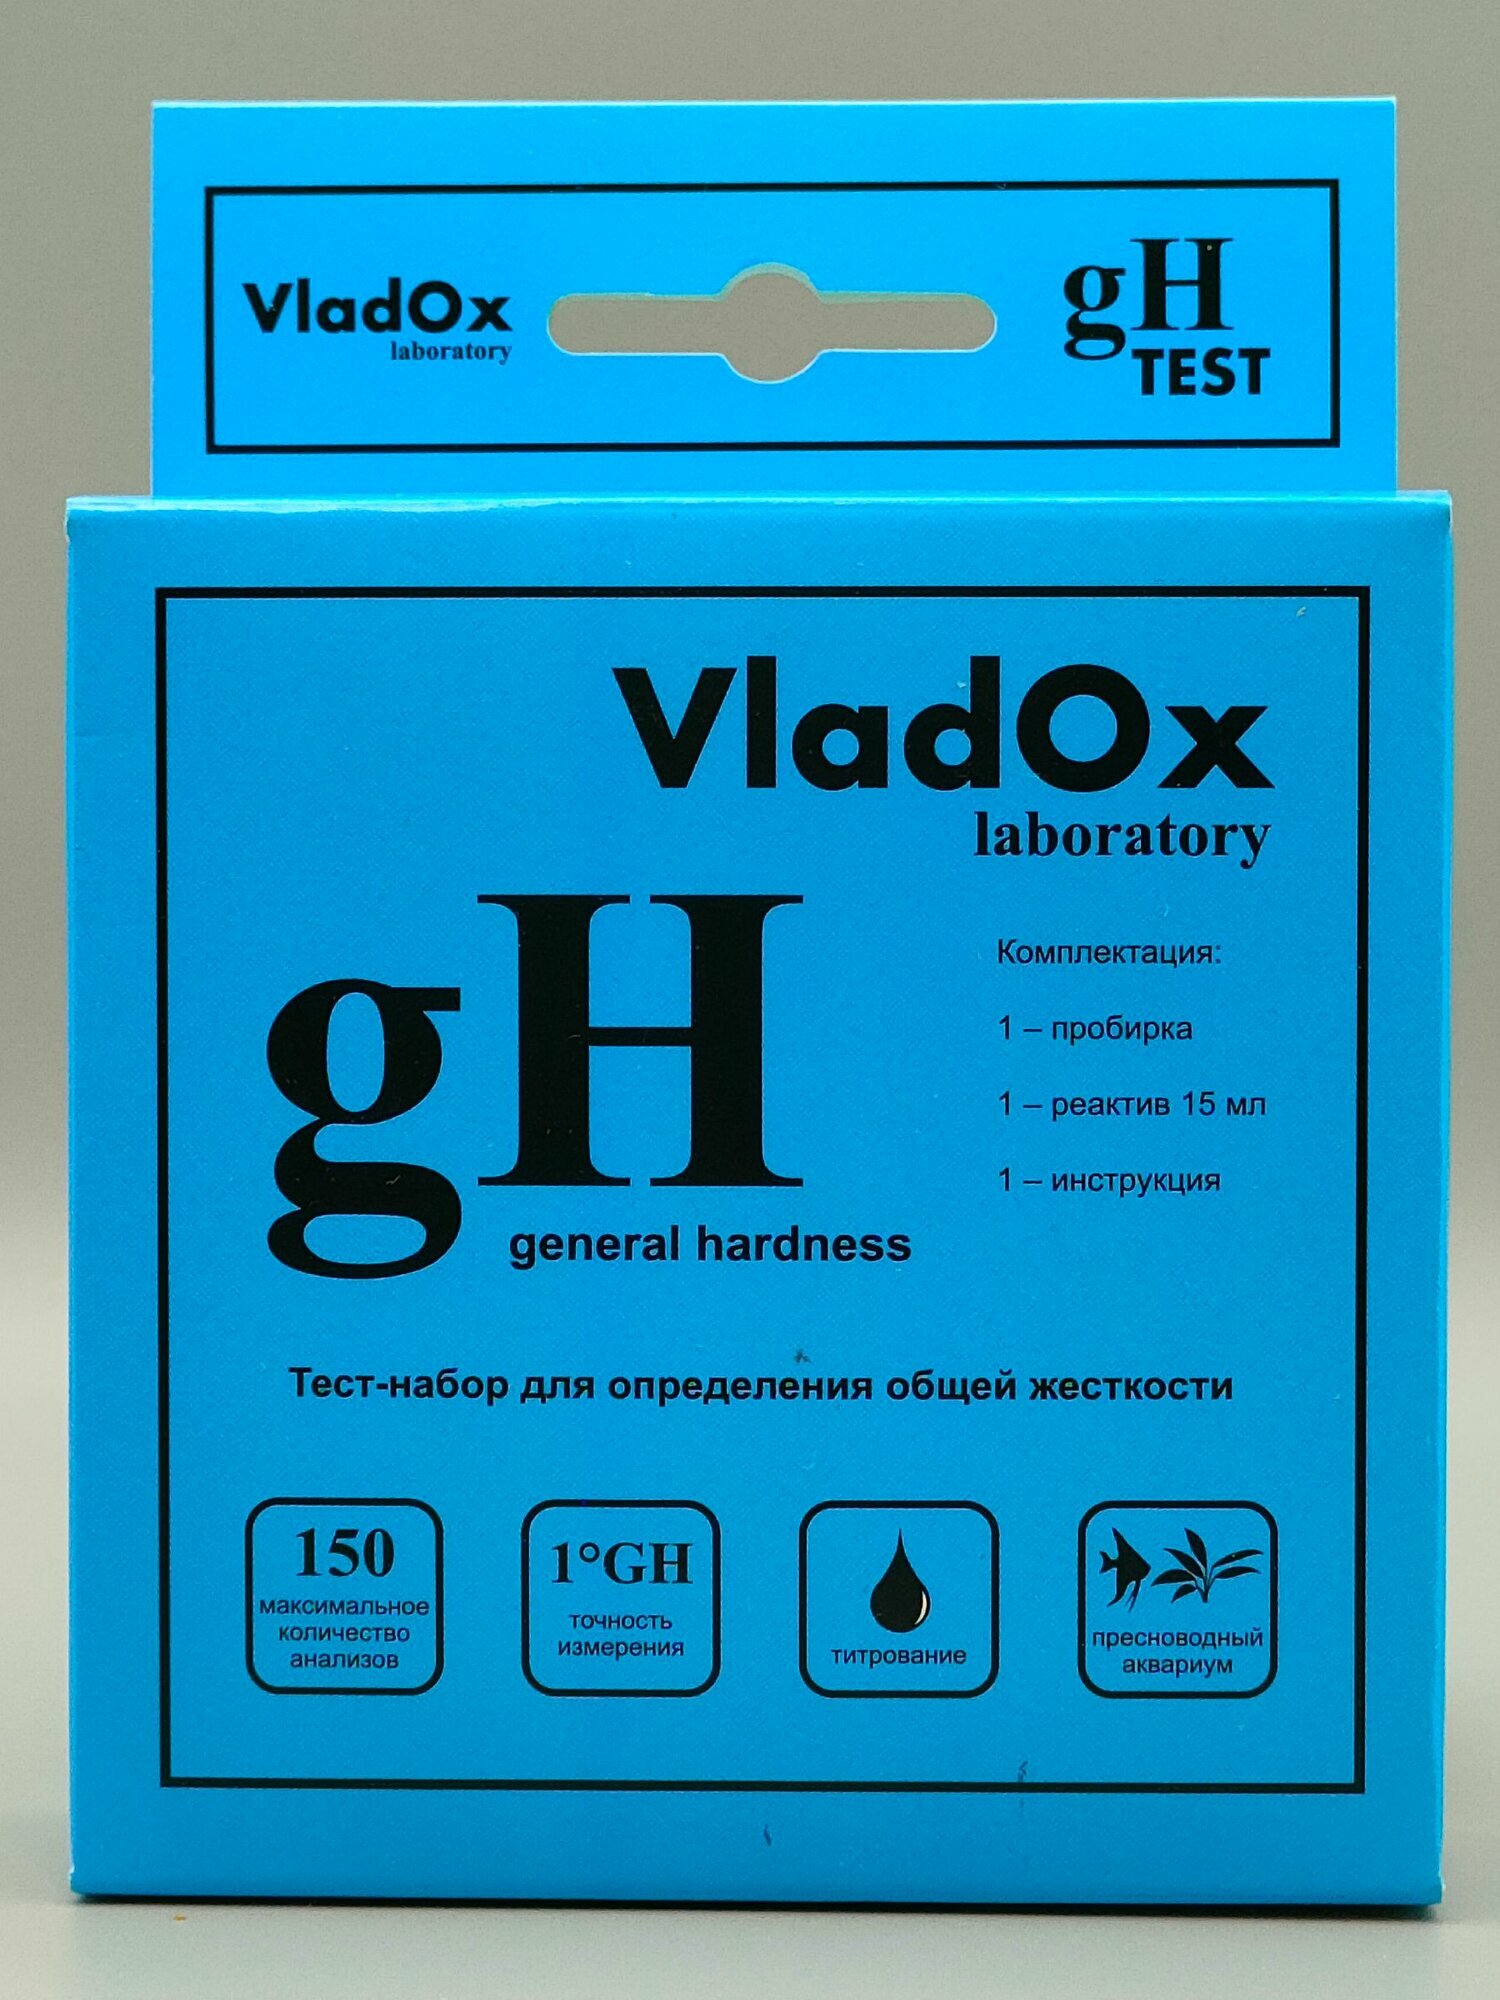 VladOx
laboratory
gH
TEST
VladOx
laboratory
gH
general hardness
Комплектация:
1 – пробирка
1 – реактив 15 мл
1 – инструкция
Тест-набор для определения общей жесткости
150
максимальное
количество
анализов
1°GH
точность
измерения
титрование
пресноводный
аквариум